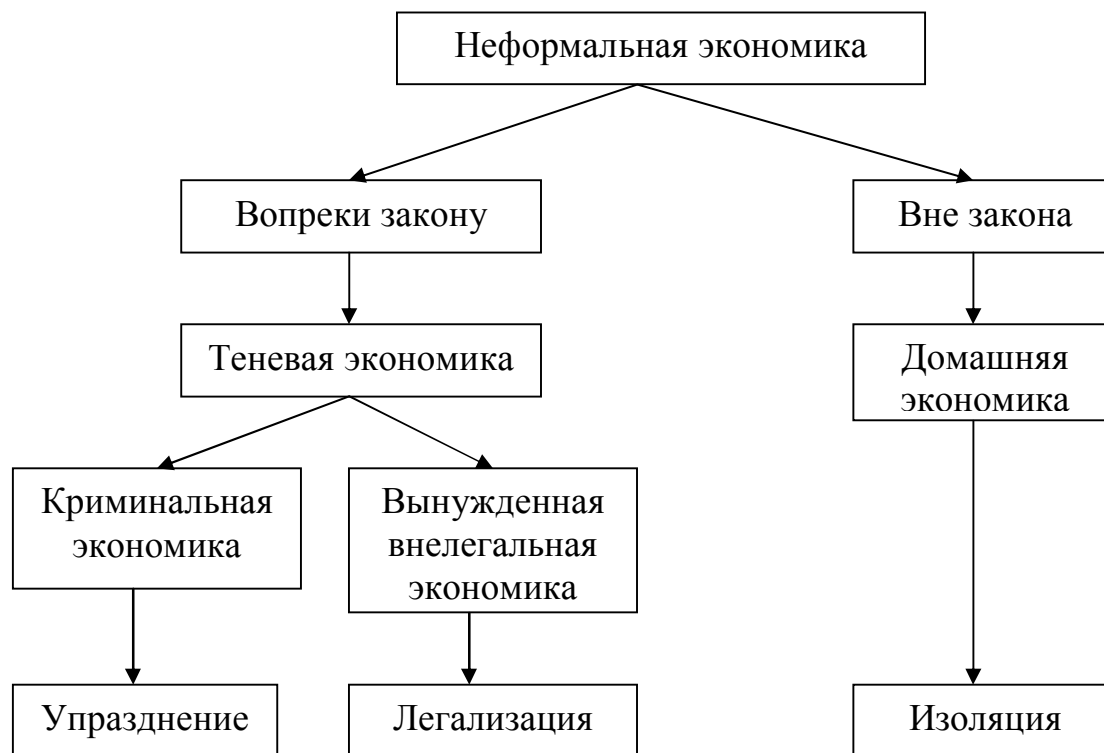 Неформальная экономика
Вопреки закону
Вне закона
Теневая экономика
Домашняя
экономика
Криминальная
экономика
Вынужденная
внелегальная
экономика
Упразднение
Легализация
Изоляция